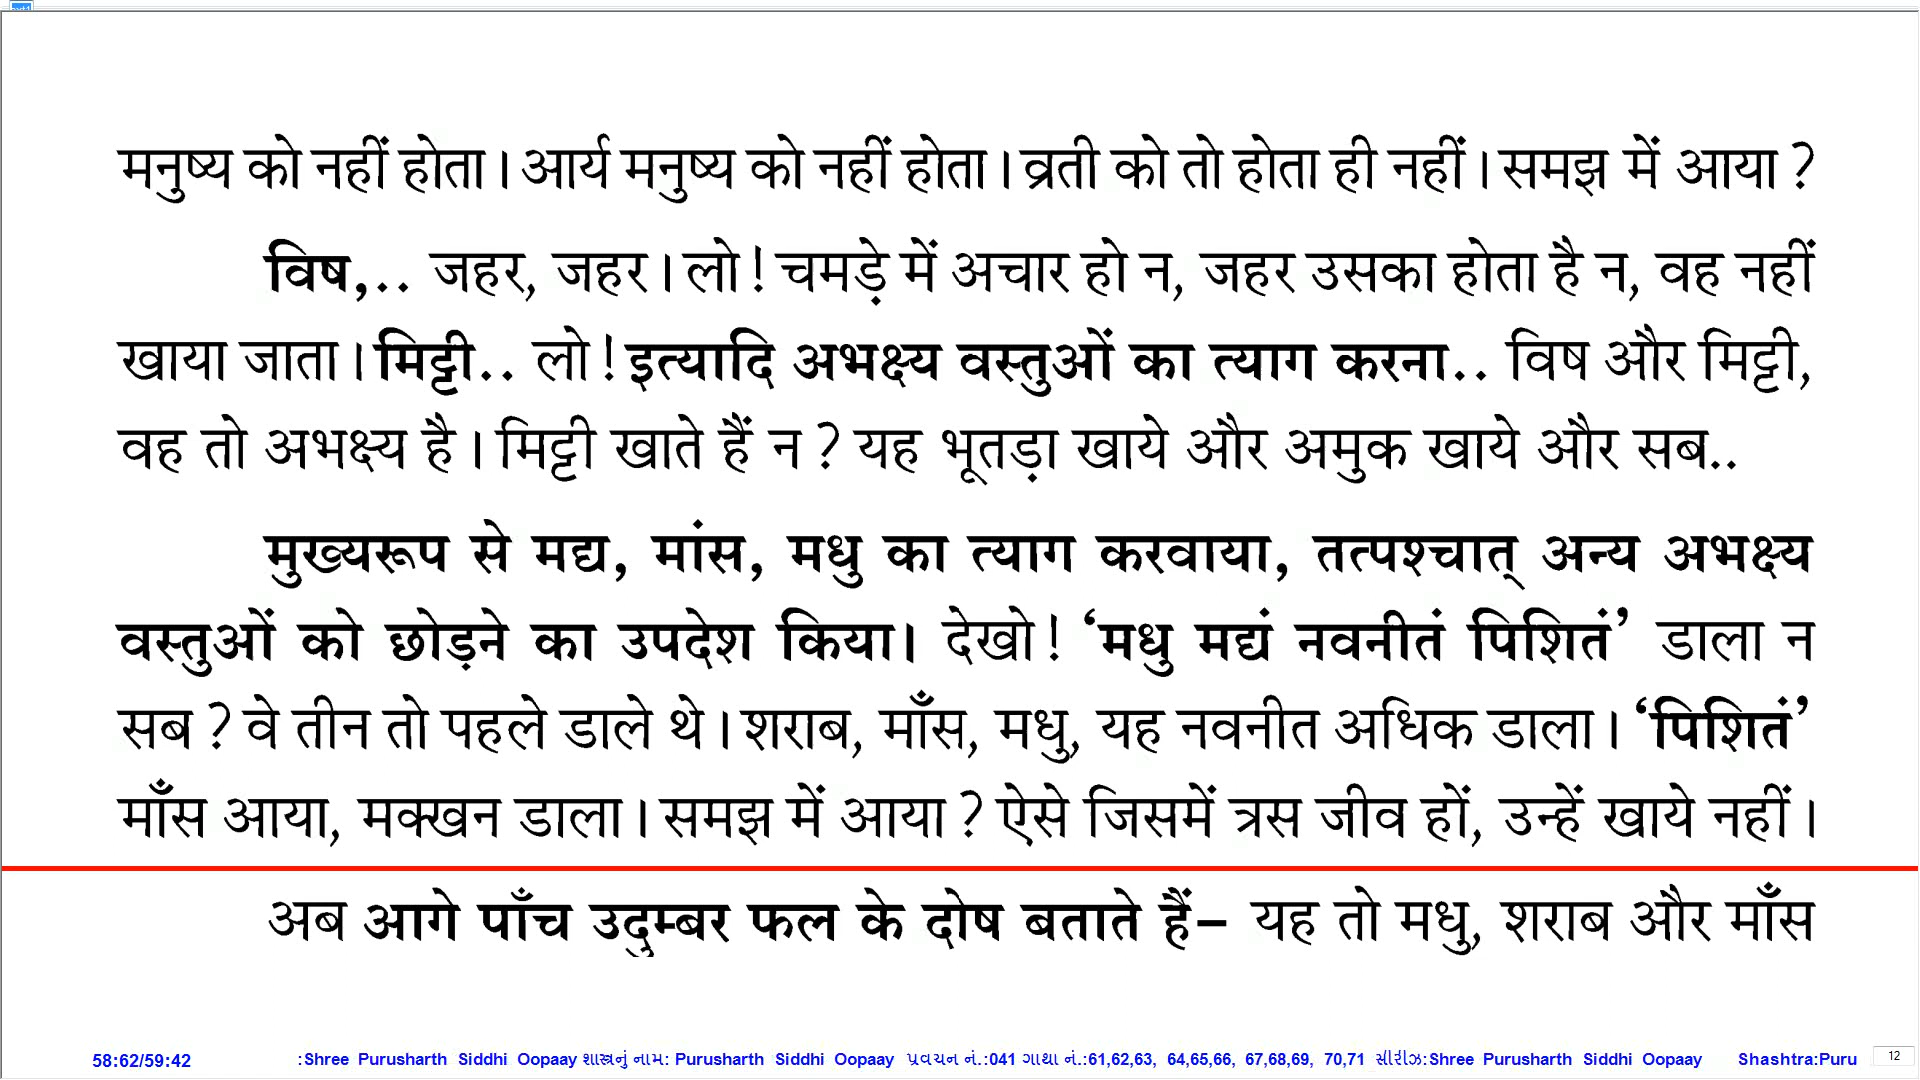 मनुष्य को नहीं होता। आर्य मनुष्य को नहीं होता। व्रती को तो होता ही नहीं। समझ में आया ?
विष,.. जहर, जहर। लो! चमड़े में अचार हो न, जहर उसका होता है न, वह नहीं
खाया जाता। मिट्टी.. लो! इत्यादि अभक्ष्य वस्तुओं का त्याग करना.. विष और मिट्टी,
वह तो अभक्ष्य है। मिट्टी खाते हैं न ? यह भूतड़ा खाये और अमुक खाये और सब..
मुख्यरूप से मद्य, मांस, मधु का त्याग करवाया, तत्पश्चात् अन्य अभक्ष्य
वस्तुओं को छोड़ने का उपदेश किया। देखो! ‘मधु मद्यं नवनीतं पिशितं’ डाला न
सब ? वे तीन तो पहले डाले थे। शराब, माँस, मधु, यह नवनीत अधिक डाला। ‘पिशितं’
माँस आया, मक्खन डाला। समझ में आया ? ऐसे जिसमें त्रस जीव हों, उन्हें खाये नहीं।
अब आगे पाँच उदुम्बर फल के दोष बताते हैं– यह तो मधु, शराब और माँस
58:62/59:42 :Shree Purusharth Siddhi Oopaay શાસ્ત્રનું નામ: Purusharth Siddhi Oopaay પ્રવચન નં.:041 ગાથા નં.:61,62,63, 64,65,66, 67,68,69, 70,71 સીરીઝ:Shree Purusharth Siddhi Oopaay Shashtra:Puru 12